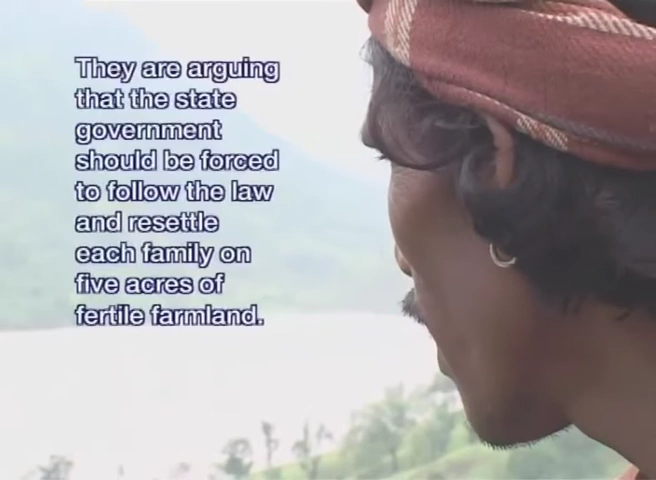 They are arguing
that the state
government
should be forced
to follow the law
and resettle
each family on
five acres of
fertile farmland.